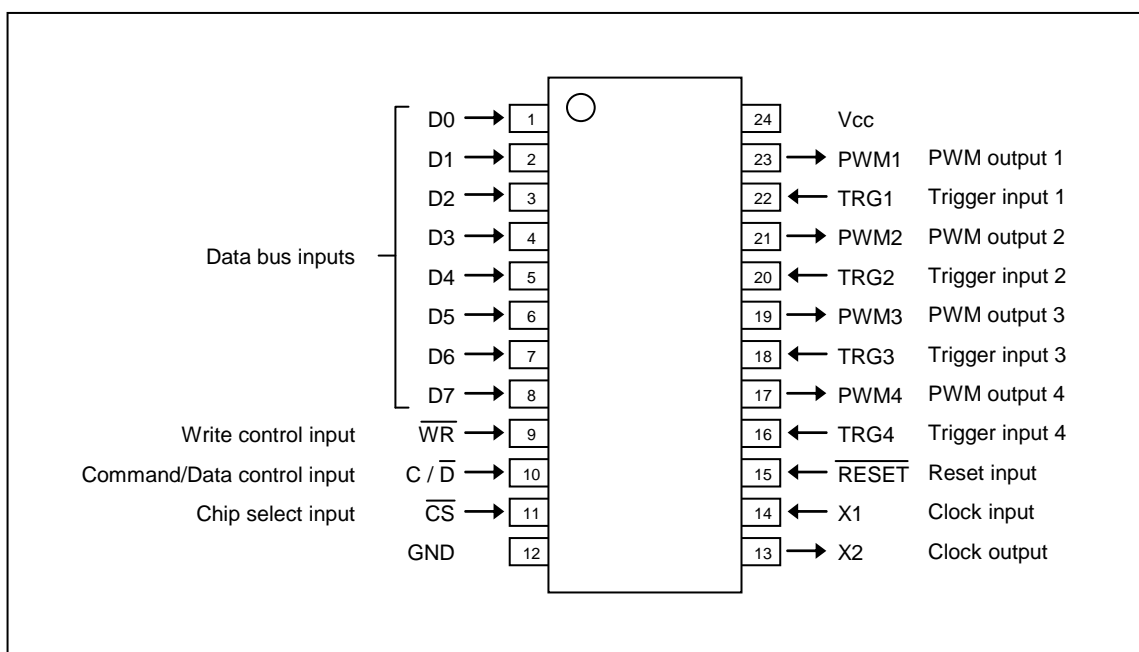 D0 1 24 Vcc
D1 2 23 PWM1 PWM output 1
D2 3 22 TRG1 Trigger input 1
D3 4 21 PWM2 PWM output 2
Data bus inputs
D4 5 20 TRG2 Trigger input 2
D5 6 19 PWM3 PWM output 3
D6 7 18 TRG3 Trigger input 3
D7 8 17 PWM4 PWM output 4
Write control input W̅R̅ 9 16 TRG4 Trigger input 4
Command/Data control input C / D̅ 10 15 R̅E̅S̅E̅T̅ Reset input
Chip select input C̅S̅ 11 14 X1 Clock input
GND 12 13 X2 Clock output